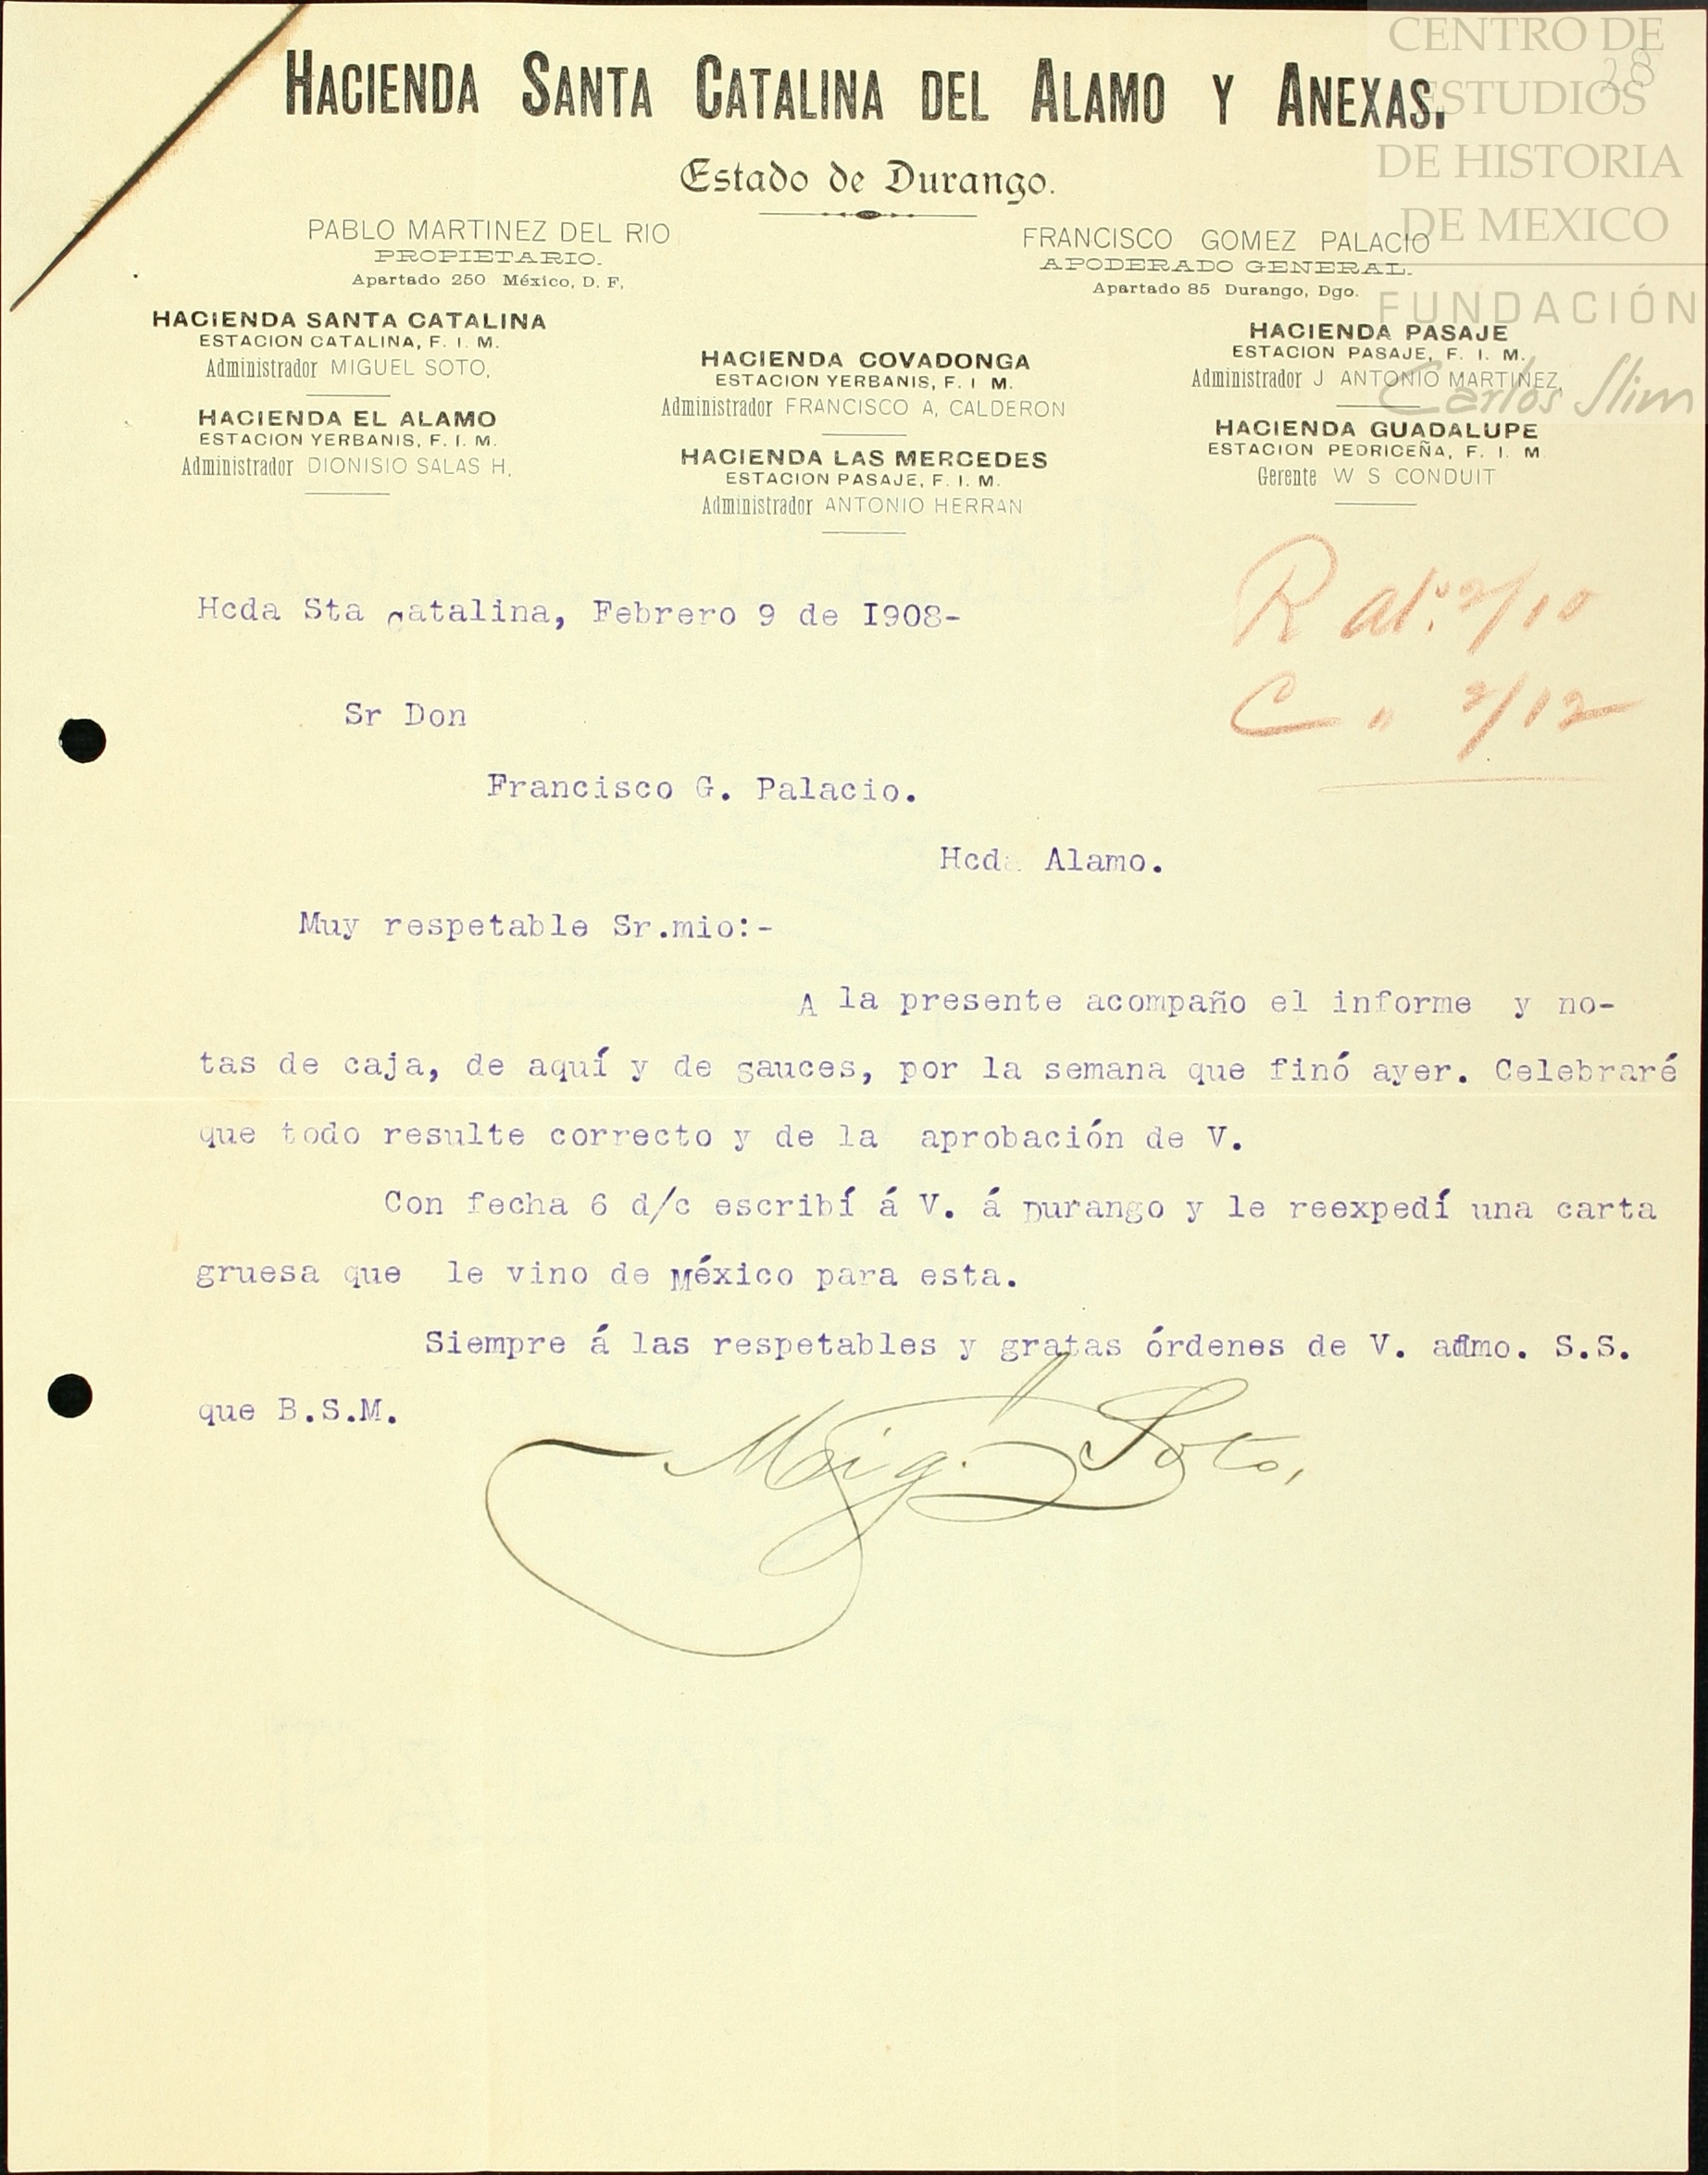 CENTRO DE
ESTUDIOS
DE HISTORIA
DE MEXICO
FUNDACIÓN
Carlos Slim
28
HACIENDA SANTA CATALINA DEL ALAMO Y ANEXAS.
Estado de Durango.
PABLO MARTINEZ DEL RIO
PROPIETARIO.
Apartado 250 México, D. F,
FRANCISCO GOMEZ PALACIO
APODERADO GENERAL.
Apartado 85 Durango, Dgo.
HACIENDA SANTA CATALINA
ESTACION CATALINA, F. I. M.
Administrador MIGUEL SOTO,
HACIENDA EL ALAMO
ESTACION YERBANIS, F. I. M.
Administrador DIONISIO SALAS H,
HACIENDA COVADONGA
ESTACION YERBANIS, F. I M.
Administrador FRANCISCO A, CALDERON
HACIENDA LAS MERCEDES
ESTACION PASAJE, F. I. M.
Administrador ANTONIO HERRAN
HACIENDA PASAJE
ESTACION PASAJE, F. I. M.
Administrador J ANTONIO MARTINEZ,
HACIENDA GUADALUPE
ESTACION PEDRICEÑA, F. I. M
Gerente W S CONDUIT
R al. 2/10
C " 2/12
Hcda Sta Catalina, Febrero 9 de I908-
Sr Don
Francisco G. Palacio.
Hcda Alamo.
Muy respetable Sr.mio:-
A la presente acompaño el informe y no-
tas de caja, de aquí y de sauces, por la semana que finó ayer. Celebraré
que todo resulte correcto y de la aprobación de V.
Con fecha 6 d/c escribí á V. á Durango y le reexpedí una carta
gruesa que le vino de México para esta.
Siempre á las respetables y gratas órdenes de V. afmo. S.S.
que B.S.M.
Mig. Soto,